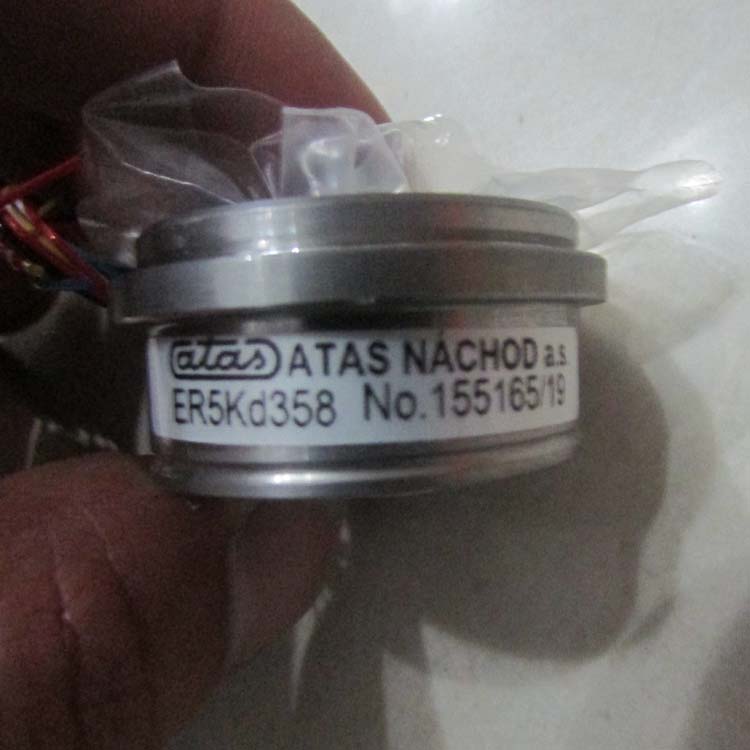 atas ATAS NÁCHOD a.s.
ER5Kd358 No.155165/19